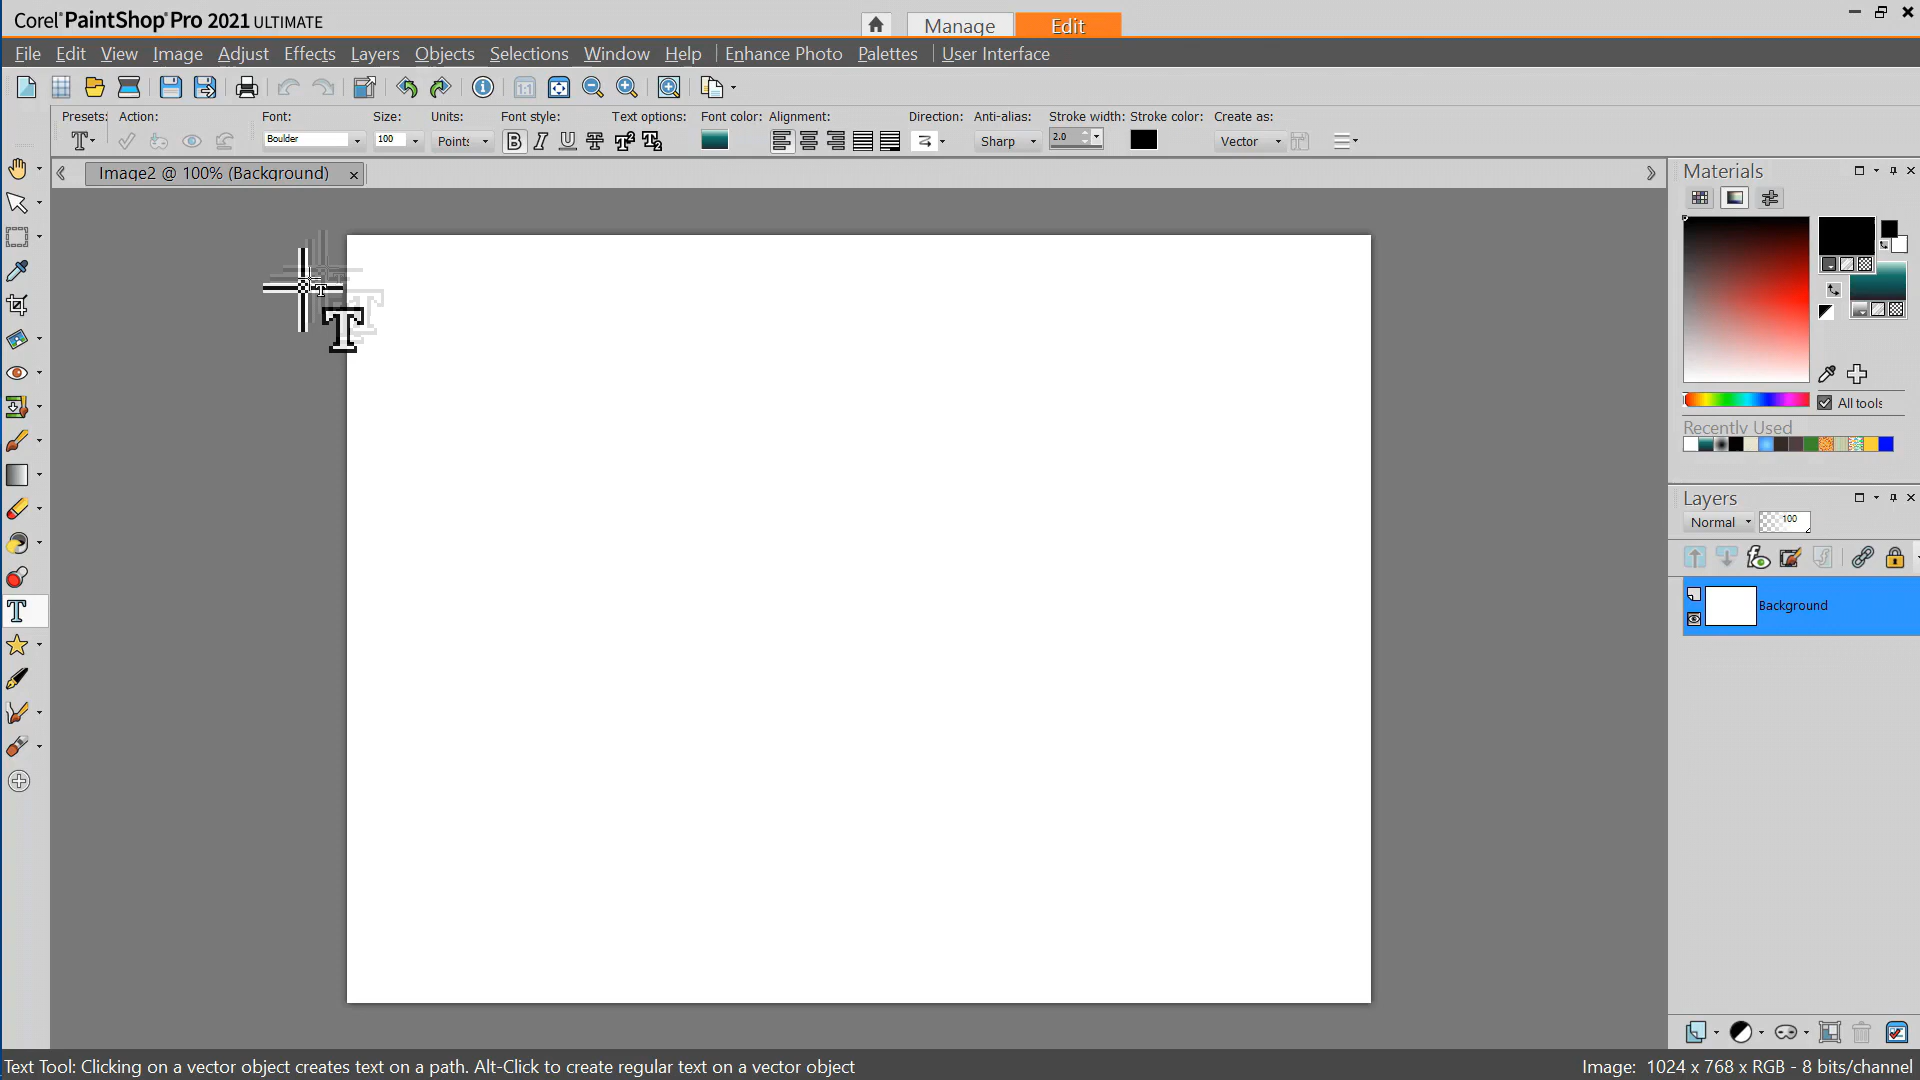 Corel® PaintShop® Pro 2021 ULTIMATE
Manage
Edit
File Edit View Image Adjust Effects Layers Objects Selections Window Help Enhance Photo Palettes User Interface
1:1
Presets: Action: Font: Size: Units: Font style: Text options: Font color: Alignment: Direction: Anti-alias: Stroke width: Stroke color: Create as:
Boulder 100 Points Sharp 2.0 Vector
Image2 @ 100% (Background)
Materials
All tools
Recently Used
Layers
Normal 100
Background
Text Tool: Clicking on a vector object creates text on a path. Alt-Click to create regular text on a vector object
Image: 1024 x 768 x RGB - 8 bits/channel